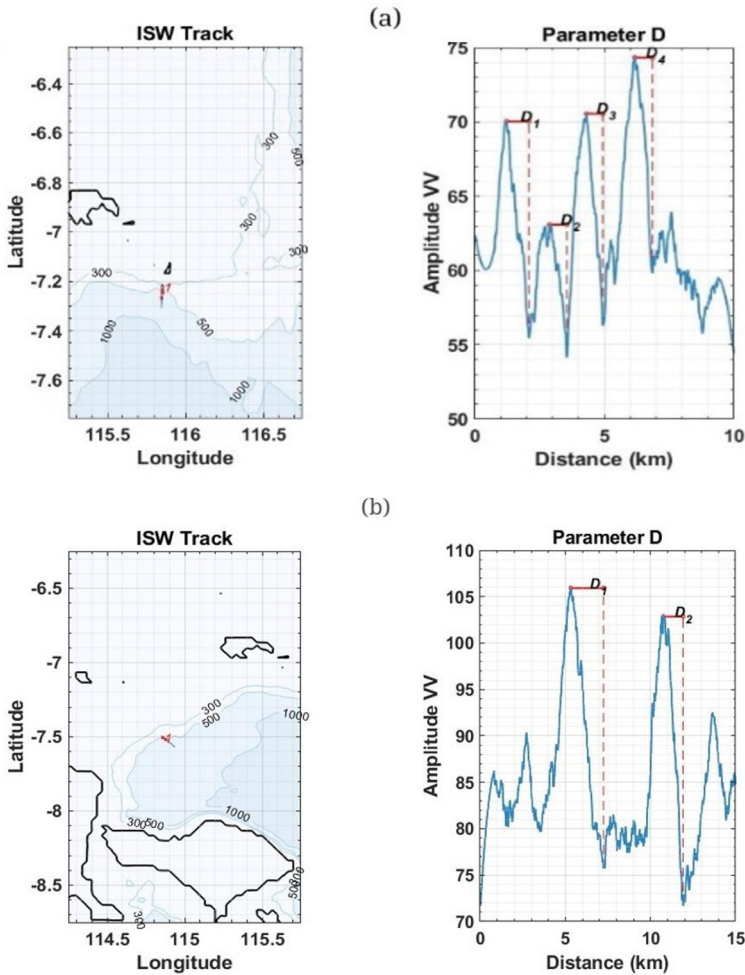 (a)
ISW Track
Parameter D
-6.4
-6.6
-6.8
-7
-7.2
-7.4
-7.6
Latitude
300
500
300
300
300
500
1000
1000
115.5 116 116.5
Longitude
75
70
65
60
55
50
Amplitude VV
D1
D2
D3
D4
0 5 10
Distance (km)
(b)
ISW Track
Parameter D
-6.5
-7
-7.5
-8
-8.5
Latitude
300
500
1000
1000
300500
300
114.5 115 115.5
Longitude
110
105
100
95
90
85
80
75
70
Amplitude VV
D1
D2
0 5 10 15
Distance (km)